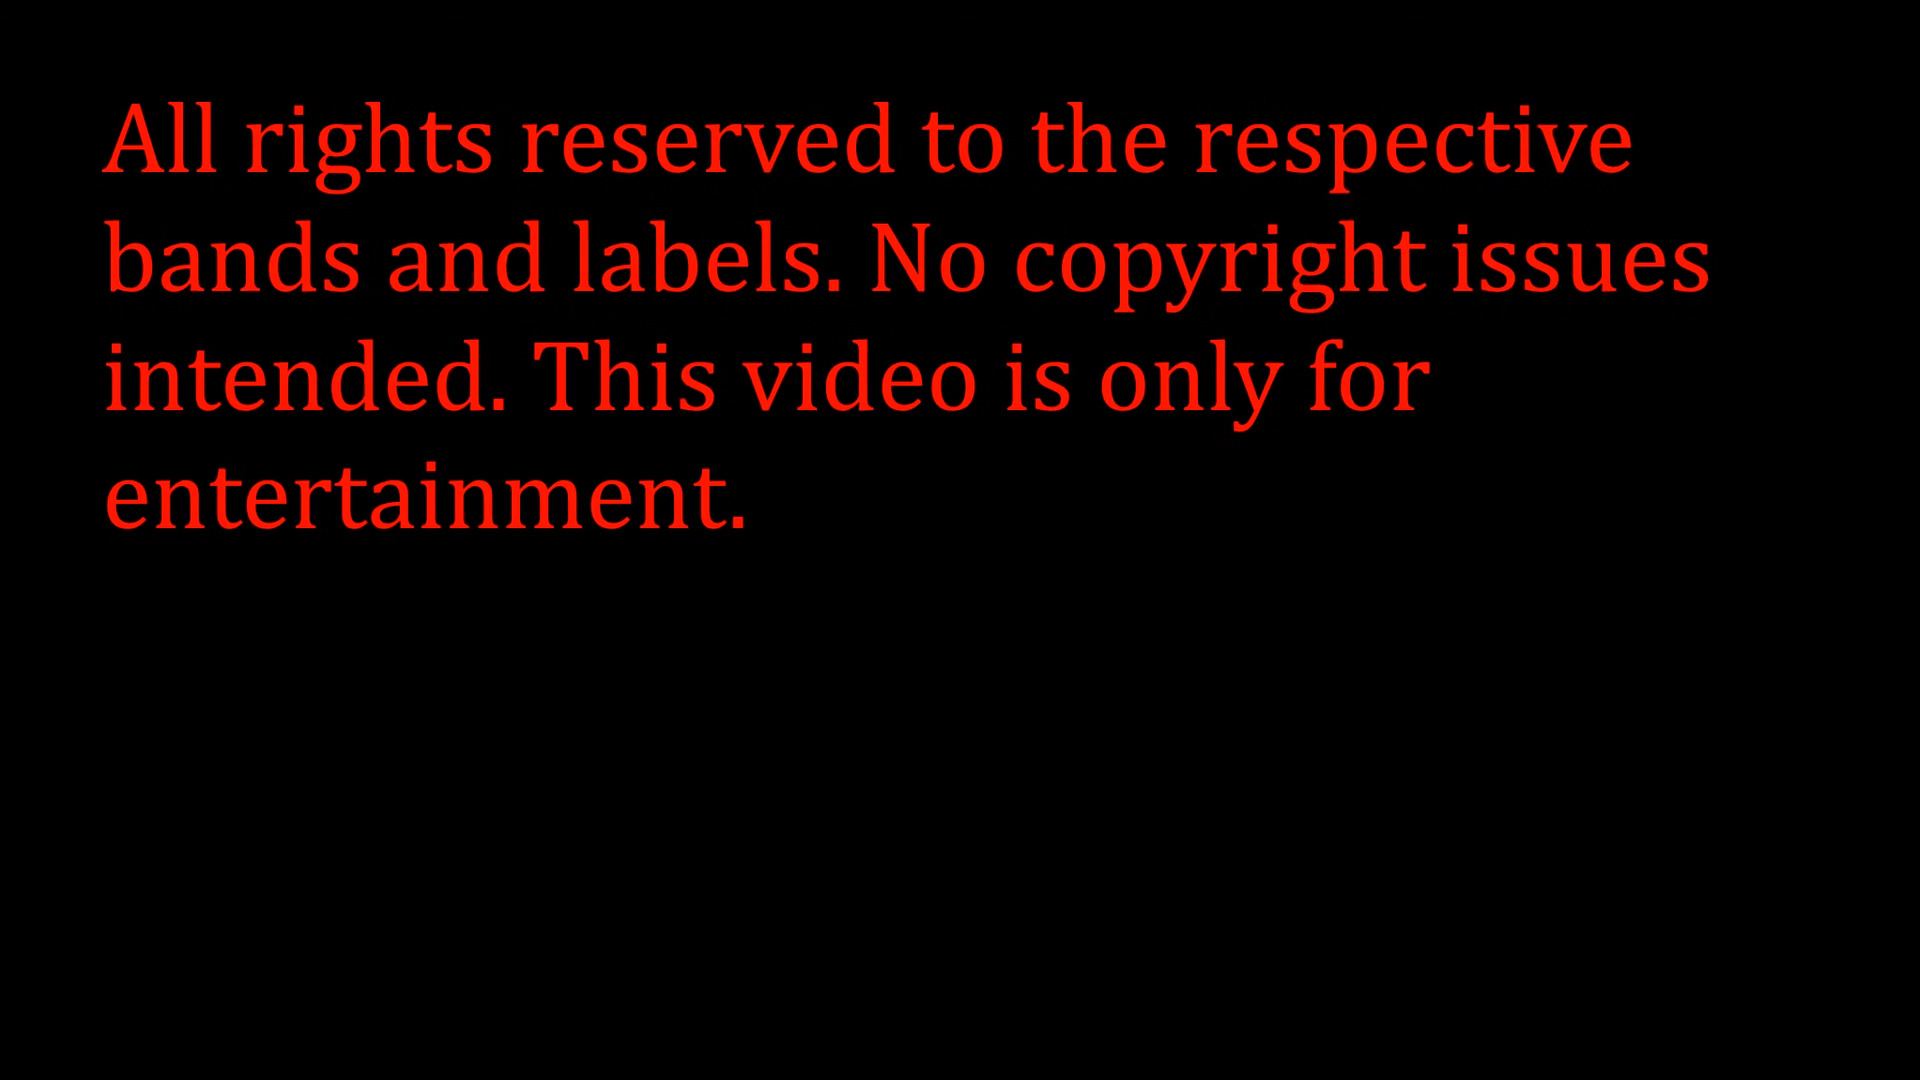 All rights reserved to the respective
bands and labels. No copyright issues
intended. This video is only for
entertainment.